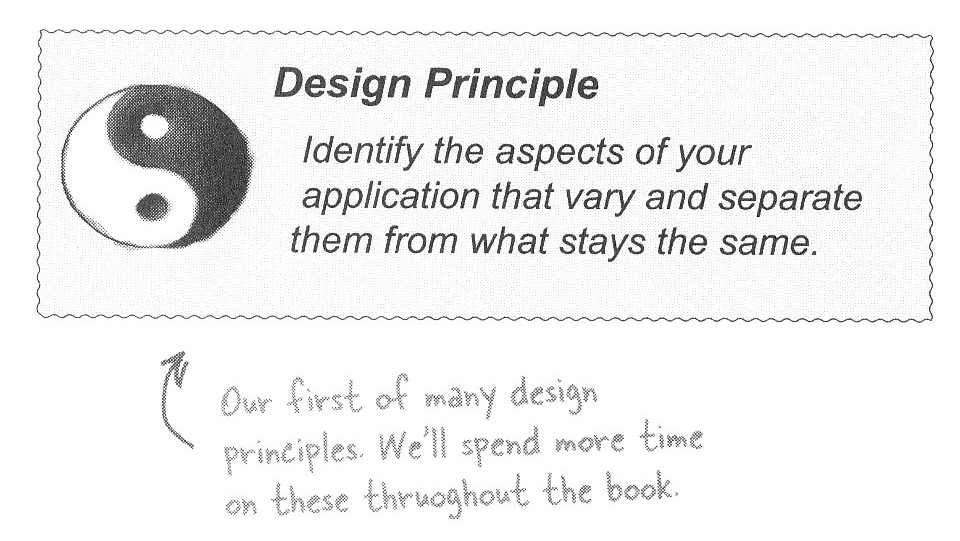 Design Principle
Identify the aspects of your
application that vary and separate
them from what stays the same.
Our first of many design
principles. We'll spend more time
on these thruoghout the book.